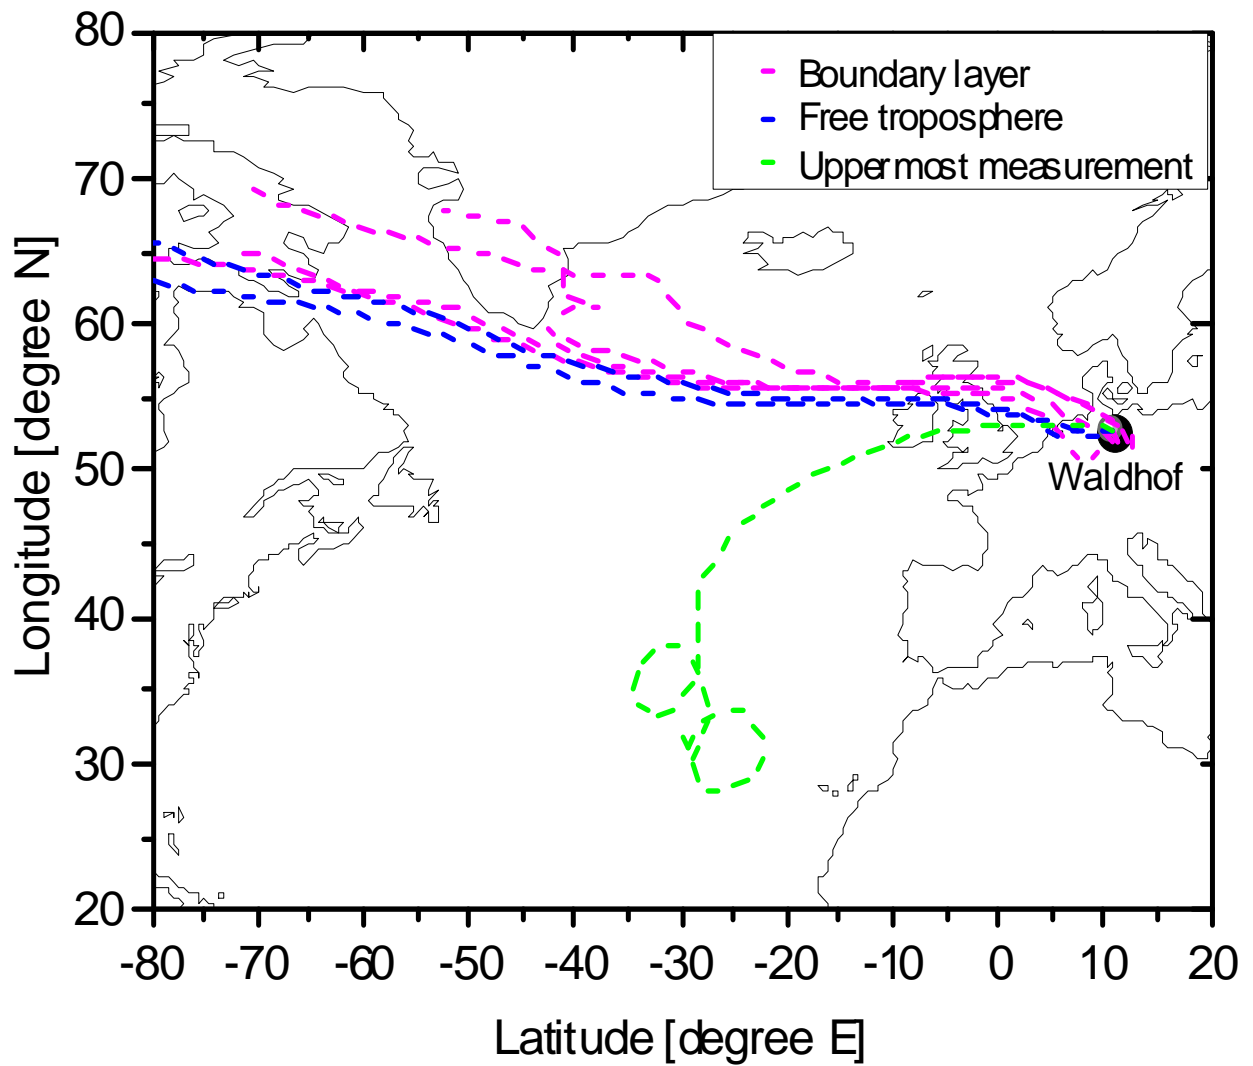 80
70
60
50
40
30
20
Longitude [degree N]
Boundary layer
Free troposphere
Uppermost measurement
Waldhof
-80 -70 -60 -50 -40 -30 -20 -10 0 10 20
Latitude [degree E]